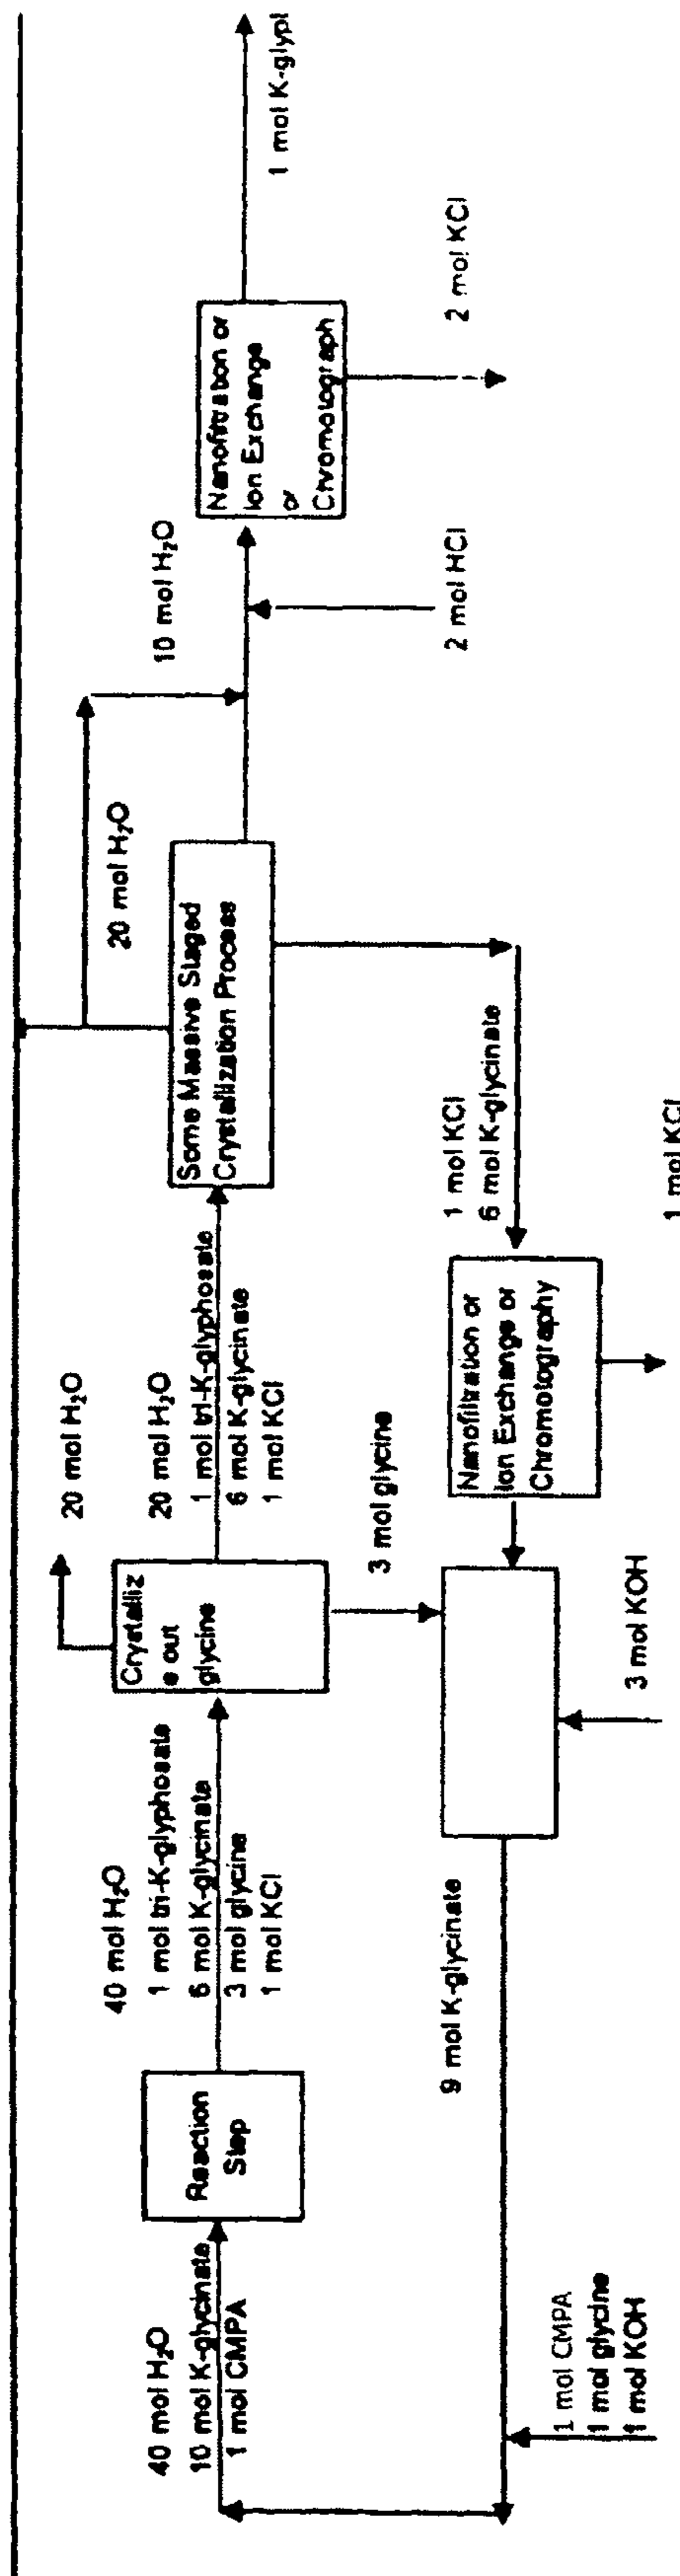 40 mol H₂O
10 mol K-glycinate
1 mol CMPA
Reaction
Step
40 mol H₂O
1 mol tri-K-glyphosate
6 mol K-glycinate
3 mol glycine
1 mol KCl
Crystalliz
e out
glycine
20 mol H₂O
20 mol H₂O
1 mol tri-K-glyphosate
6 mol K-glycinate
1 mol KCl
Some Massive Staged
Crystallization Process
20 mol H₂O
10 mol H₂O
2 mol HCl
Nanofiltration or
Ion Exchange
or
Chromatograph
1 mol K-glypl
2 mol KCl
1 mol KCl
6 mol K-glycinate
Nanofiltration or
Ion Exchange or
Chromotography
1 mol KCl
3 mol glycine
3 mol KOH
9 mol K-glycinate
1 mol CMPA
1 mol glycine
1 mol KOH